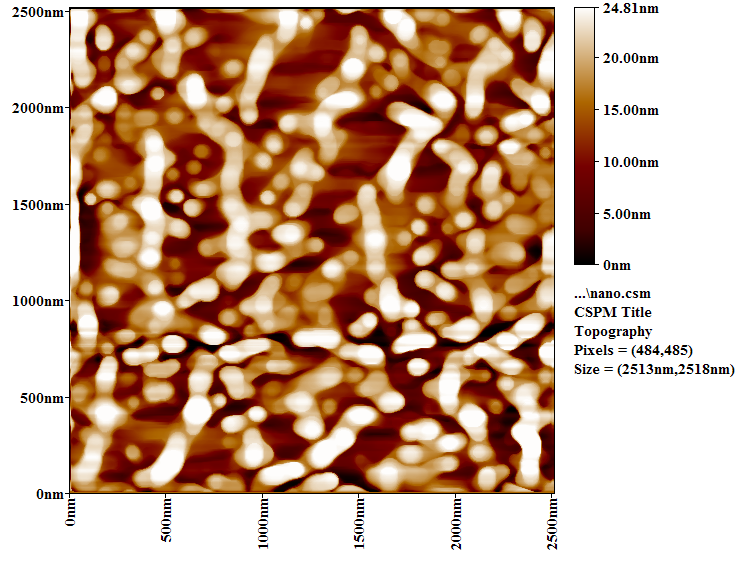 2500nm
2000nm
1500nm
1000nm
500nm
0nm
0nm
500nm
1000nm
1500nm
2000nm
2500nm
24.81nm
20.00nm
15.00nm
10.00nm
5.00nm
0nm
...\nano.csm
CSPM Title
Topography
Pixels = (484,485)
Size = (2513nm,2518nm)